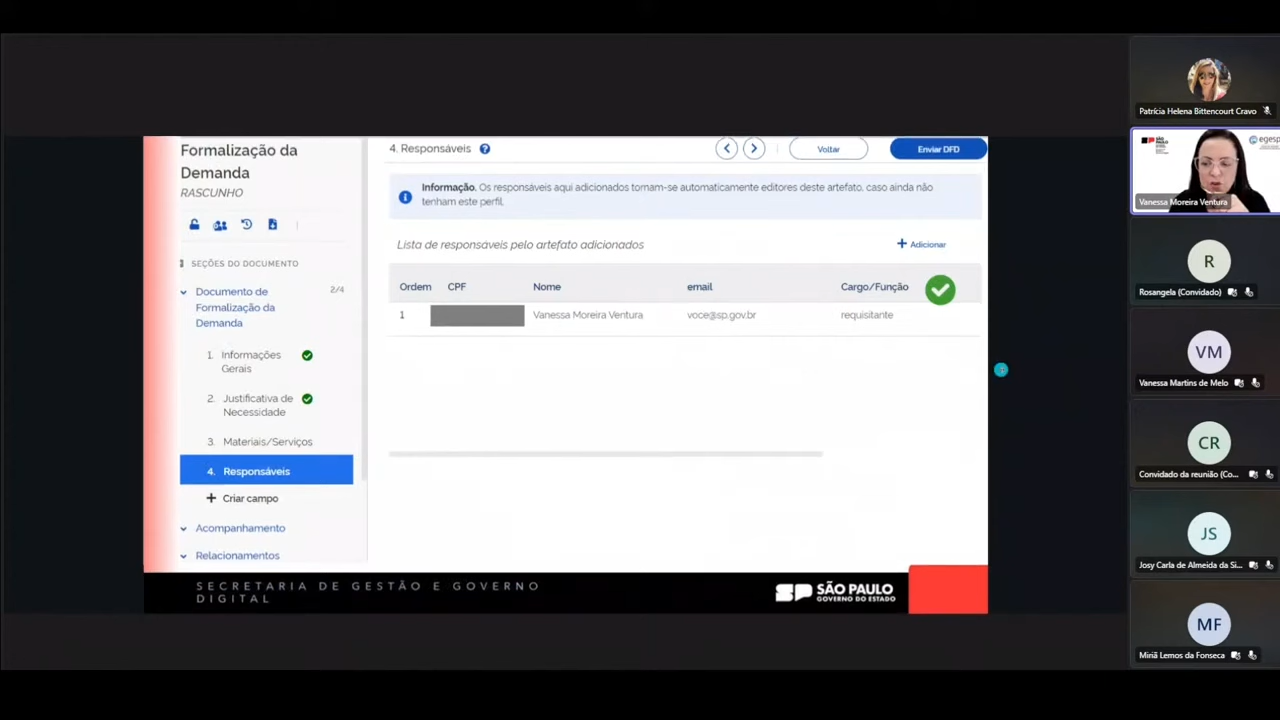 Formalização da
Demanda
RASCUNHO
SEÇÕES DO DOCUMENTO
Documento de 2/4
Formalização da
Demanda
1. Informações
Gerais
2. Justificativa de
Necessidade
3. Materiais/Serviços
4. Responsáveis
+ Criar campo
Acompanhamento
Relacionamentos
4. Responsáveis ?
Voltar
Enviar DFD
Informação. Os responsáveis aqui adicionados tornam-se automaticamente editores deste artefato, caso ainda não
tenham este perfil.
Lista de responsáveis pelo artefato adicionados
+ Adicionar
Ordem CPF Nome email Cargo/Função
1 Vanessa Moreira Ventura voce@sp.gov.br requisitante
SECRETARIA DE GESTÃO E GOVERNO
DIGITAL
SP SÃO PAULO
GOVERNO DO ESTADO
Patrícia Helena Bittencourt Cravo
SÃO PAULO
egesp
Vanessa Moreira Ventura
R
Rosangela (Convidado)
VM
Vanessa Martins de Melo
CR
Convidado da reunião (Co...
JS
Josy Carla de Almeida da Si...
MF
Miriã Lemos da Fonseca